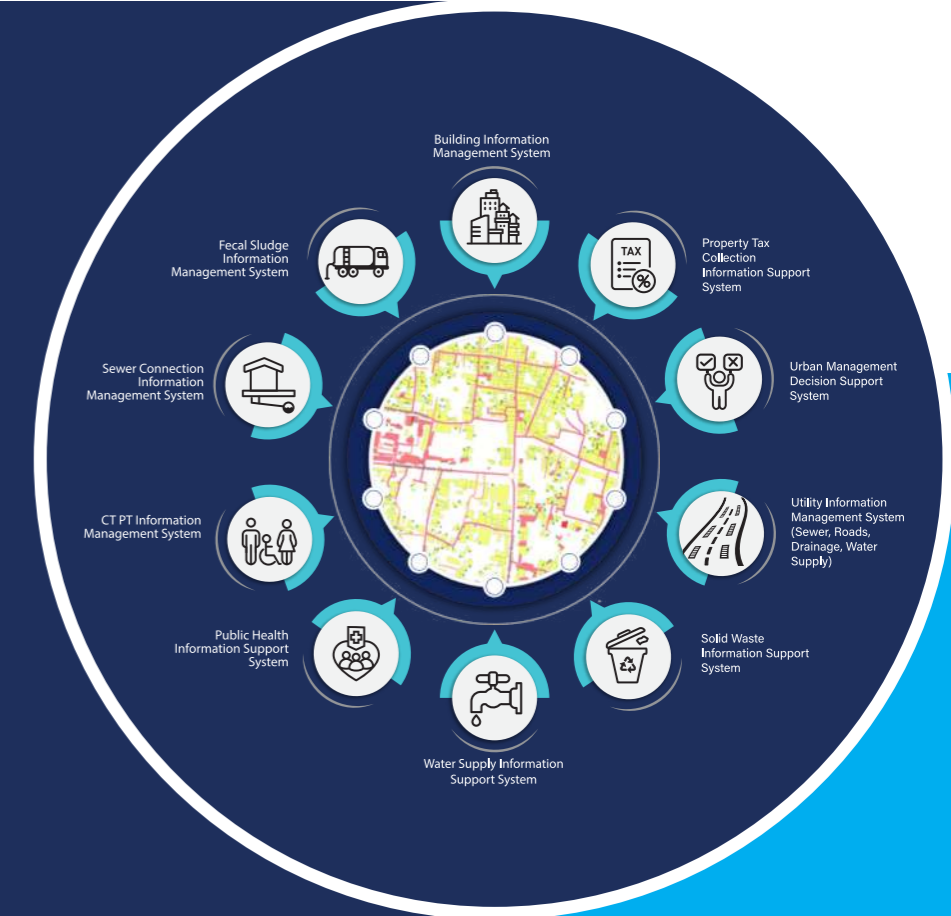 Building Information
Management System
Property Tax
Collection
Information Support
System
TAX
%
Urban Management
Decision Support
System
Utility Information
Management System
(Sewer, Roads,
Drainage, Water
Supply)
Solid Waste
Information Support
System
Water Supply Information
Support System
Public Health
Information Support
System
CT PT Information
Management System
Sewer Connection
Information
Management System
Fecal Sludge
Information
Management System